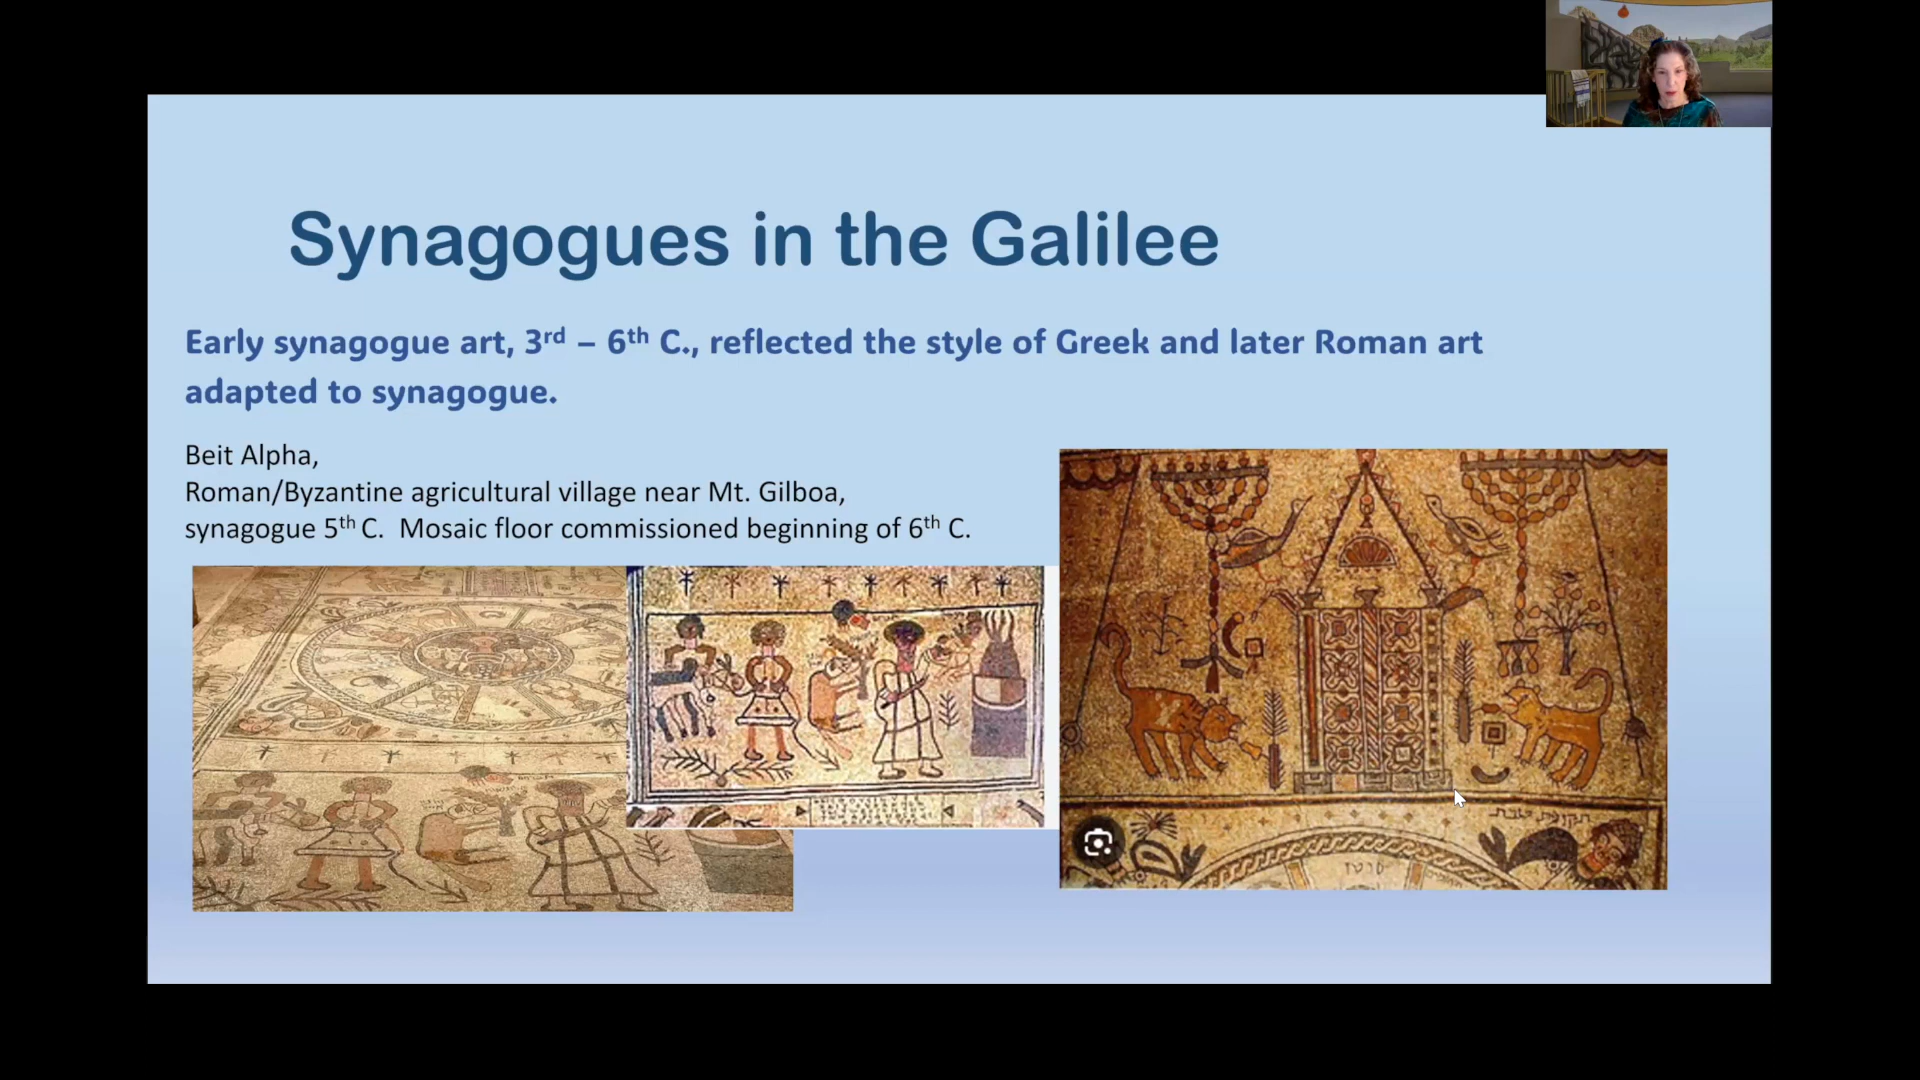 Synagogues in the Galilee
Early synagogue art, 3rd – 6th C., reflected the style of Greek and later Roman art
adapted to synagogue.
Beit Alpha,
Roman/Byzantine agricultural village near Mt. Gilboa,
synagogue 5th C.  Mosaic floor commissioned beginning of 6th C.